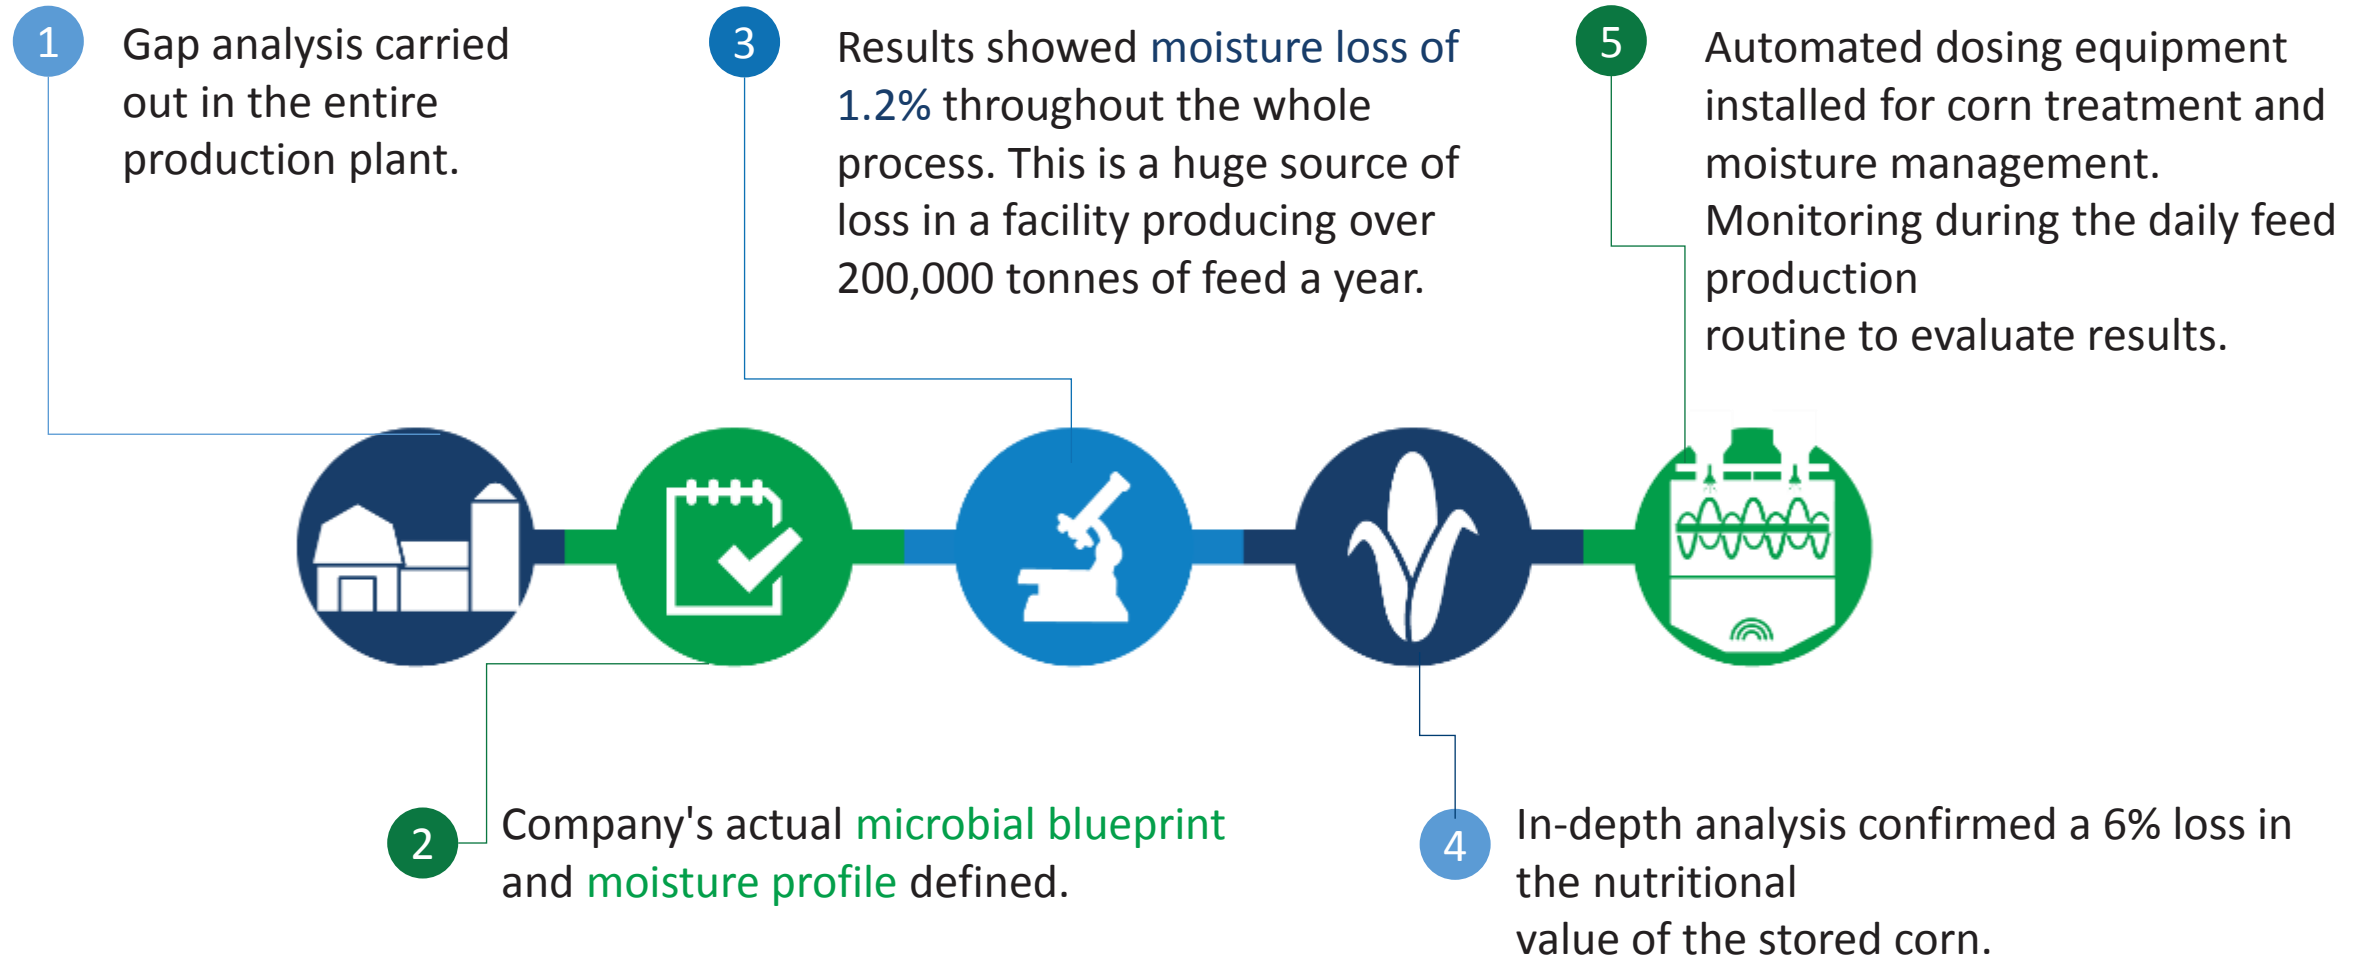 1
Gap analysis carried
out in the entire
production plant.
2
Company's actual microbial blueprint
and moisture profile defined.
3
Results showed moisture loss of
1.2% throughout the whole
process. This is a huge source of
loss in a facility producing over
200,000 tonnes of feed a year.
4
In-depth analysis confirmed a 6% loss in
the nutritional
value of the stored corn.
5
Automated dosing equipment
installed for corn treatment and
moisture management.
Monitoring during the daily feed
production
routine to evaluate results.